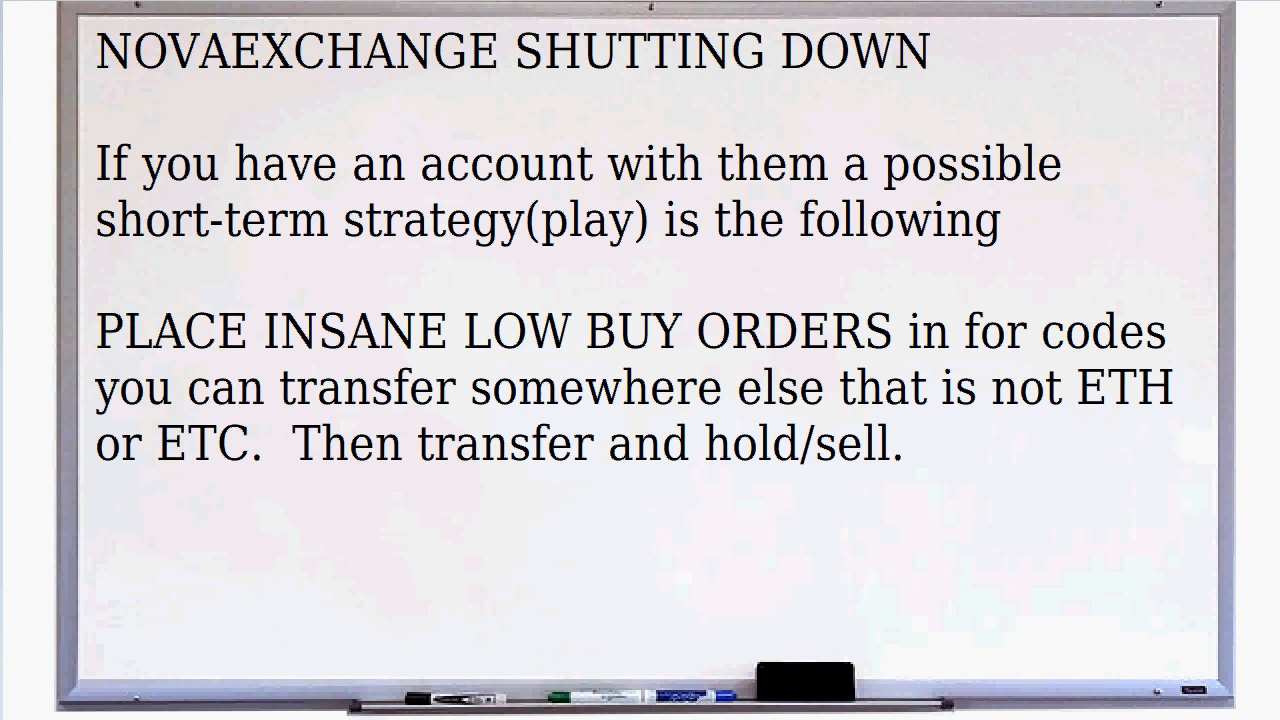 NOVAEXCHANGE SHUTTING DOWN
If you have an account with them a possible
short-term strategy(play) is the following
PLACE INSANE LOW BUY ORDERS in for codes
you can transfer somewhere else that is not ETH
or ETC.  Then transfer and hold/sell.